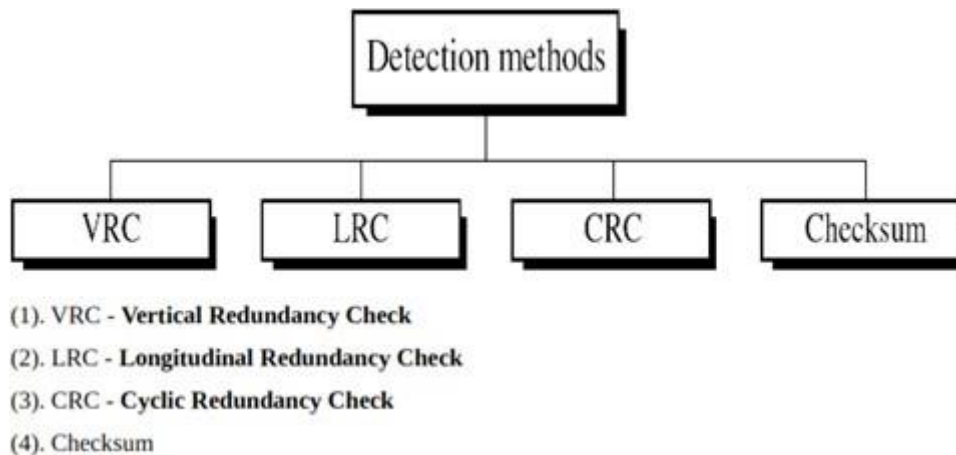 Detection methods
VRC
LRC
CRC
Checksum
(1). VRC - Vertical Redundancy Check
(2). LRC - Longitudinal Redundancy Check
(3). CRC - Cyclic Redundancy Check
(4). Checksum